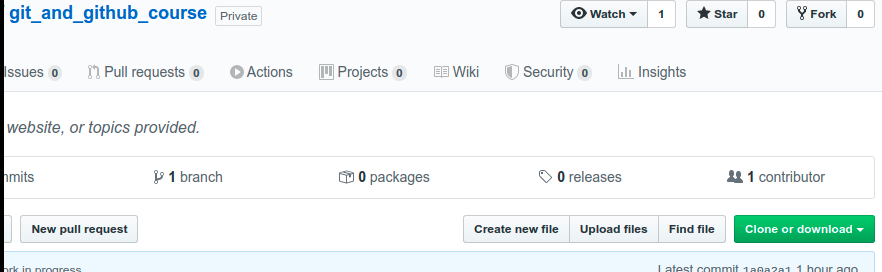 git_and_github_course Private Watch 1 Star 0 Fork 0
Issues 0 Pull requests 0 Actions Projects 0 Wiki Security 0 Insights
website, or topics provided.
1 branch 0 packages 0 releases 1 contributor
New pull request Create new file Upload files Find file Clone or download
in progress Latest commit 1a0a2a1 1 hour ago